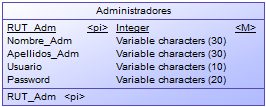 Administradores
RUT_Adm <pi> Integer <M>
Nombre_Adm Variable characters (30)
Apellidos_Adm Variable characters (30)
Usuario Variable characters (10)
Password Variable characters (20)
RUT_Adm <pi>